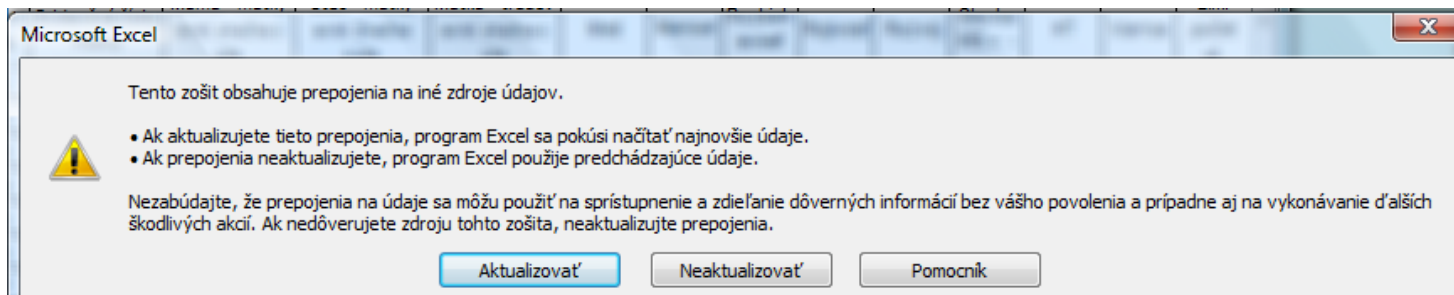 Microsoft Excel
Tento zošit obsahuje prepojenia na iné zdroje údajov.
• Ak aktualizujete tieto prepojenia, program Excel sa pokúsi načítať najnovšie údaje.
• Ak prepojenia neaktualizujete, program Excel použije predchádzajúce údaje.
Nezabúdajte, že prepojenia na údaje sa môžu použiť na sprístupnenie a zdieľanie dôverných informácií bez vášho povolenia a prípadne aj na vykonávanie ďalších
škodlivých akcií. Ak nedôverujete zdroju tohto zošita, neaktualizujte prepojenia.
Aktualizovať Neaktualizovať Pomocník